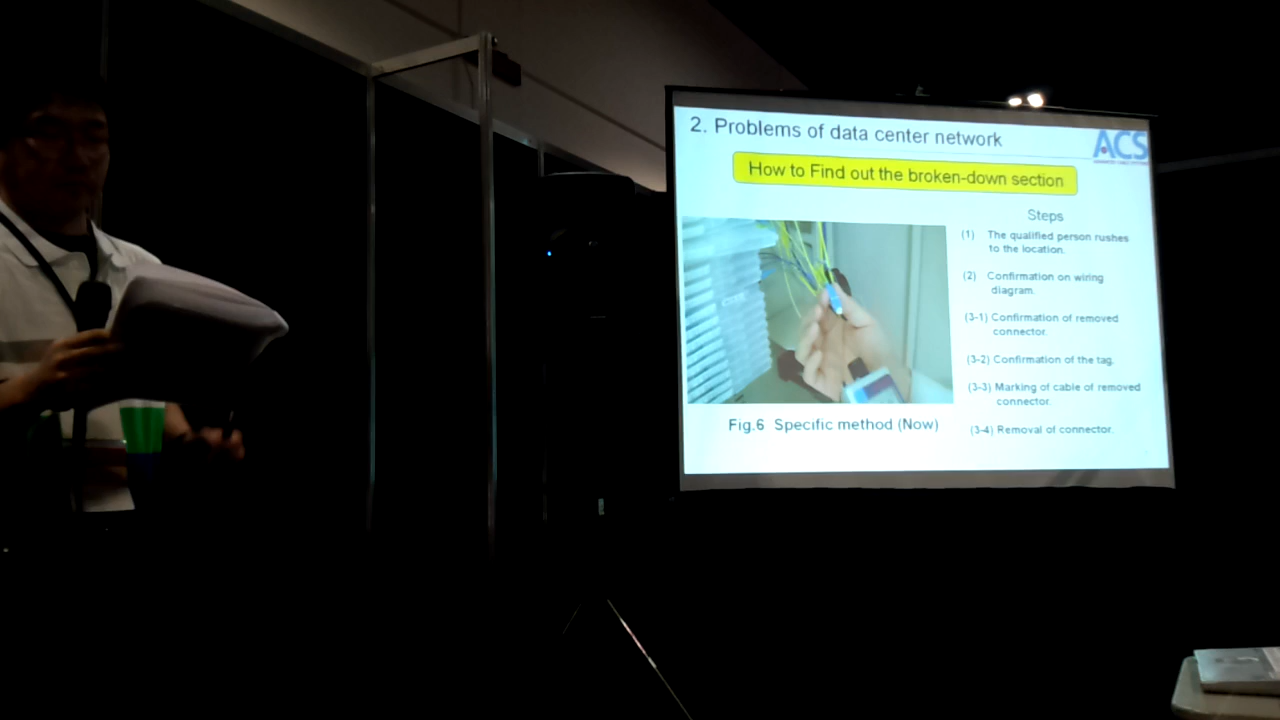 2. Problems of data center network
ACS
How to Find out the broken-down section
Steps
(1) The qualified person rushes
to the location.
(2) Confirmation on wiring
diagram.
(3-1) Confirmation of removed
connector.
(3-2) Confirmation of the tag.
(3-3) Marking of cable of removed
connector.
(3-4) Removal of connector.
Fig.6 Specific method (Now)